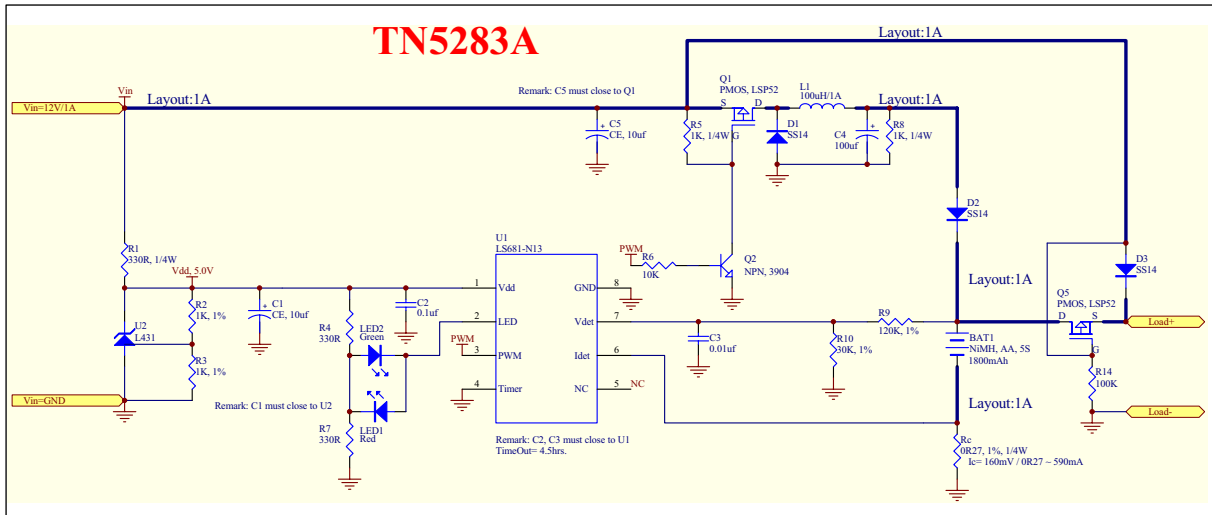 TN5283A
Layout:1A
Vin
Vin=12V/1A
Layout:1A
Remark: C5 must close to Q1
Q1
PMOS, LSP52
S
D
G
L1
100uH/1A
Layout:1A
C5
CE, 10uf
R5
1K, 1/4W
D1
SS14
C4
100uf
R8
1K, 1/4W
D2
SS14
R1
330R, 1/4W
Vdd, 5.0V
U1
LS681-N13
PWM
R6
10K
Q2
NPN, 3904
D3
SS14
Layout:1A
R2
1K, 1%
C1
CE, 10uf
C2
0.1uf
1
Vdd
GND
8
R9
120K, 1%
Q5
PMOS, LSP52
D
S
G
Load+
U2
L431
R4
330R
LED2
Green
2
LED
Vdet
7
C3
0.01uf
R10
30K, 1%
BAT1
NiMH, AA, 5S
1800mAh
R3
1K, 1%
PWM
3
PWM
Idet
6
R14
100K
4
Timer
NC
5
NC
Vin=GND
Remark: C1 must close to U2
LED1
Red
R7
330R
Layout:1A
Load-
Remark: C2, C3 must close to U1
TimeOut= 4.5hrs.
Rc
0R27, 1%, 1/4W
Ic= 160mV / 0R27 ~ 590mA